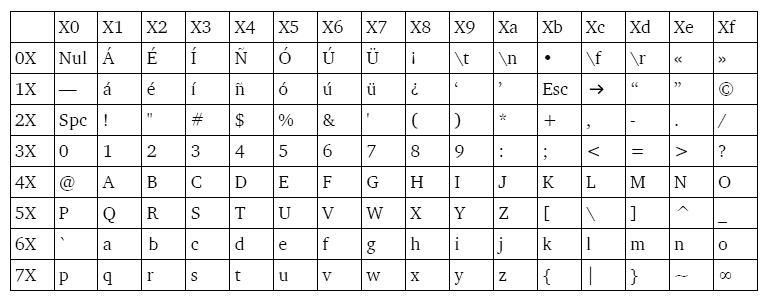 X0 X1 X2 X3 X4 X5 X6 X7 X8 X9 Xa Xb Xc Xd Xe Xf
0X Nul Á É Í Ñ Ó Ú Ü ¡ \t \n • \f \r « »
1X — á é í ñ ó ú ü ¿ ‘ ’ Esc → “ ” ©
2X Spc ! " # $ % & ' ( ) * + , - . /
3X 0 1 2 3 4 5 6 7 8 9 : ; < = > ?
4X @ A B C D E F G H I J K L M N O
5X P Q R S T U V W X Y Z [ \ ] ^ _
6X ` a b c d e f g h i j k l m n o
7X p q r s t u v w x y z { | } ~ ∞